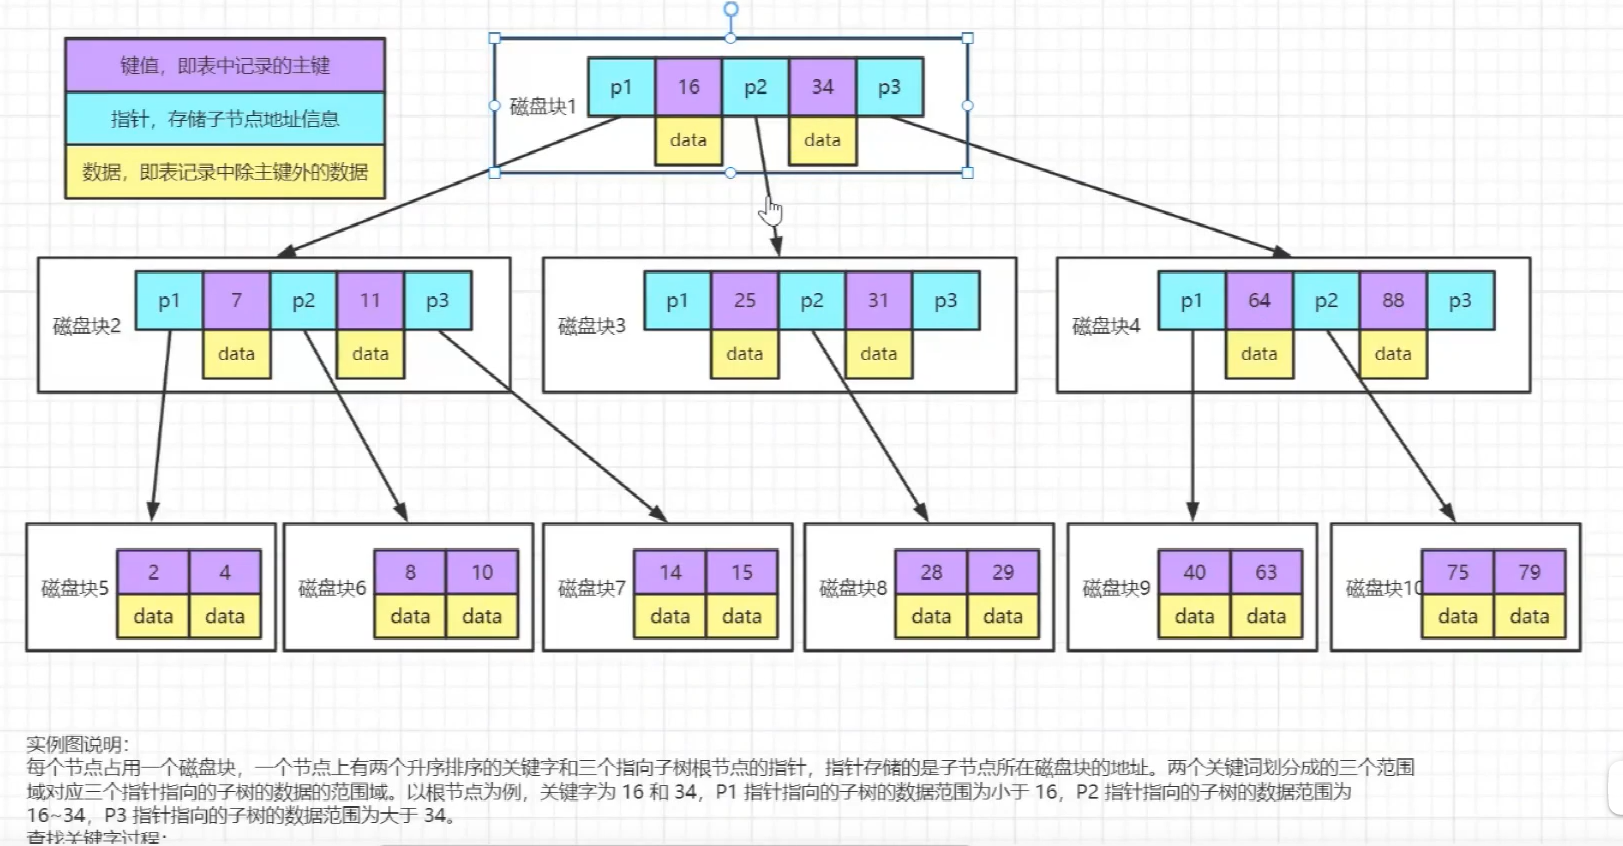 键值，即表中记录的主键
指针，存储子节点地址信息
数据，即表记录中除主键外的数据
磁盘块1
p1 16 p2 34 p3
data data
磁盘块2
p1 7 p2 11 p3
data data
磁盘块3
p1 25 p2 31 p3
data data
磁盘块4
p1 64 p2 88 p3
data data
磁盘块5
2 4
data data
磁盘块6
8 10
data data
磁盘块7
14 15
data data
磁盘块8
28 29
data data
磁盘块9
40 63
data data
磁盘块10
75 79
data data
实例图说明：
每个节点占用一个磁盘块，一个节点上有两个升序排序的关键字和三个指向子树根节点的指针，指针存储的是子节点所在磁盘块的地址。两个关键词划分成的三个范围
域对应三个指针指向的子树的数据的范围域。以根节点为例，关键字为 16 和 34，P1 指针指向的子树的数据范围为小于 16，P2 指针指向的子树的数据范围为
16~34，P3 指针指向的子树的数据范围为大于 34。
查找关键字过程：